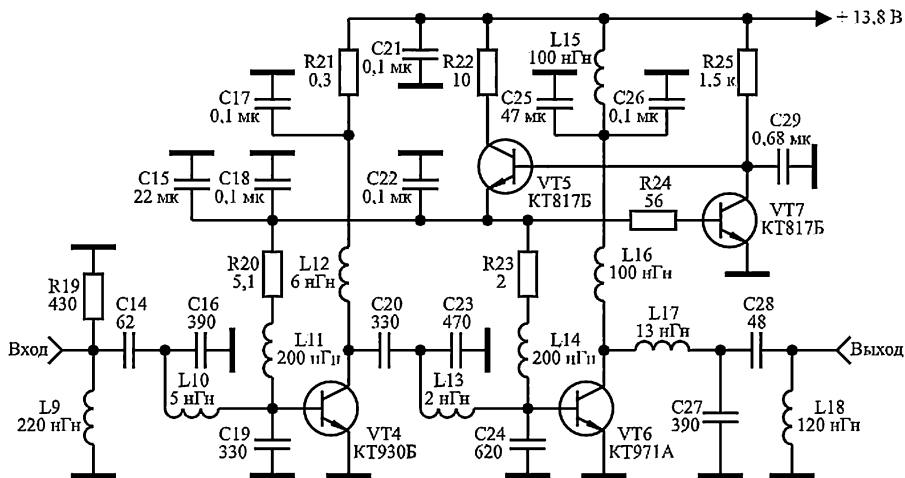 ÷ 13,8 В
L15
100 нГн
C21
0,1 мк
R21
0,3
R22
10
R25
1,5 к
C17
0,1 мк
C25
47 мк
C26
0,1 мк
C29
0,68 мк
C15
22 мк
C18
0,1 мк
C22
0,1 мк
VT5
КТ817Б
R24
56
VT7
КТ817Б
R19
430
C14
62
C16
390
R20
5,1
L12
6 нГн
C20
330
C23
470
R23
2
L16
100 нГн
L17
13 нГн
C28
48
Вход
L11
200 нГн
L14
200 нГн
Выход
L9
220 нГн
L10
5 нГн
C19
330
VT4
КТ930Б
L13
2 нГн
C24
620
VT6
КТ971А
C27
390
L18
120 нГн